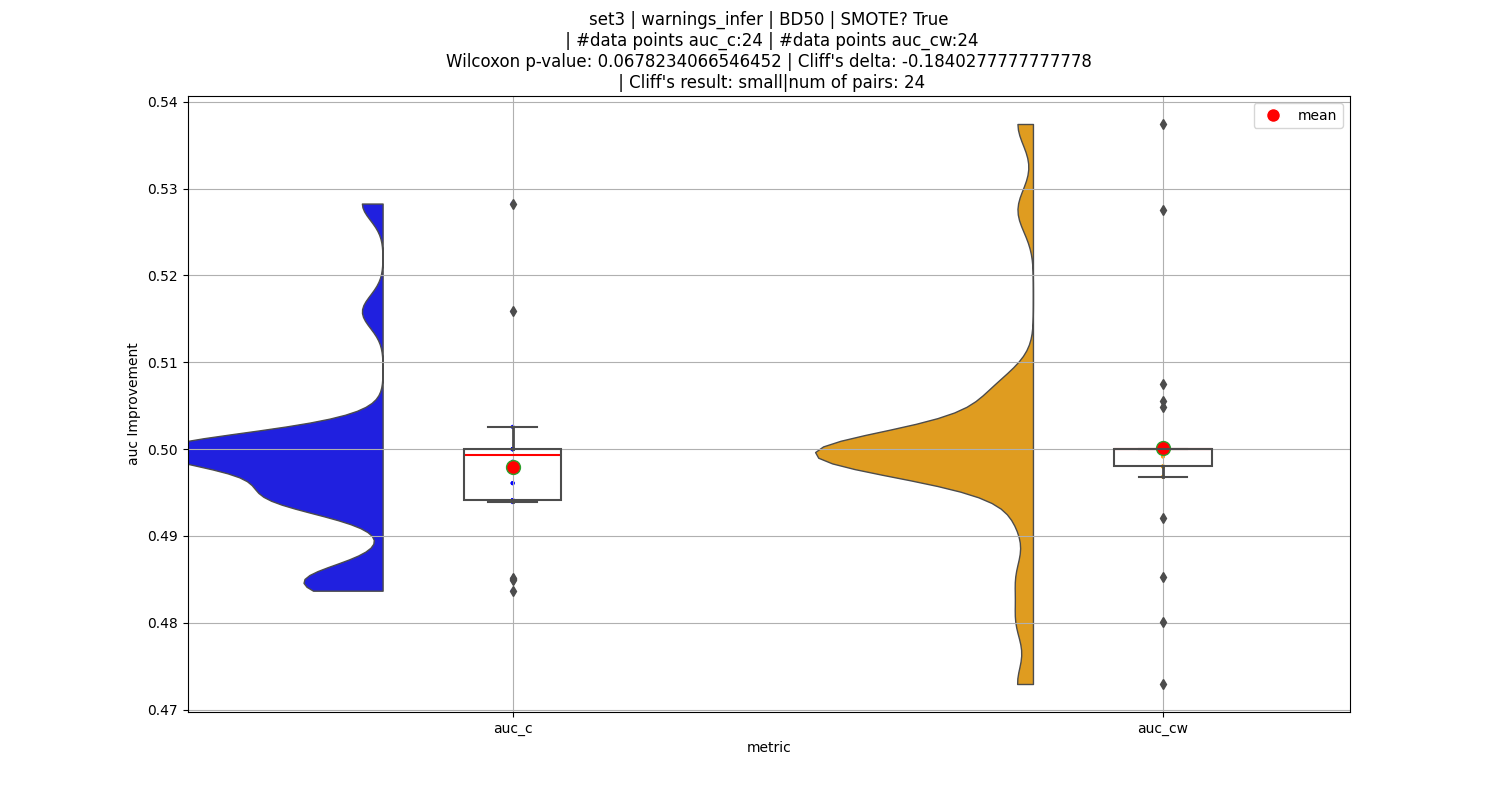 set3 | warnings_infer | BD50 | SMOTE? True
| #data points auc_c:24 | #data points auc_cw:24
Wilcoxon p-value: 0.0678234066546452 | Cliff's delta: -0.1840277777777778
| Cliff's result: small|num of pairs: 24
mean
0.54
0.53
0.52
0.51
0.50
0.49
0.48
0.47
auc Improvement
auc_c
auc_cw
metric